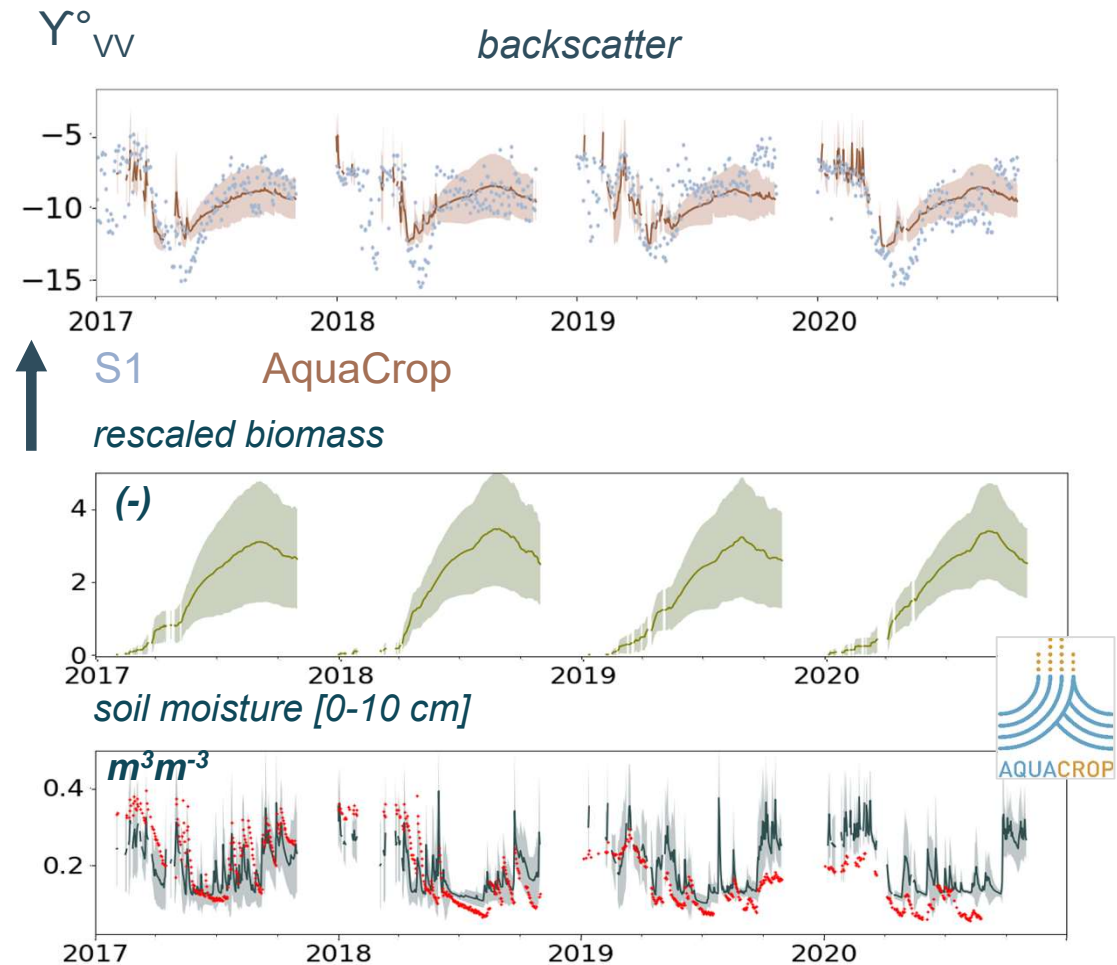 ϒ°VV
backscatter
−5
−10
−15
2017 2018 2019 2020
S1 AquaCrop
rescaled biomass
(-)
4
2
0
2017 2018 2019 2020
soil moisture [0-10 cm]
m³m⁻³
0.4
0.2
2017 2018 2019 2020
AQUACROP